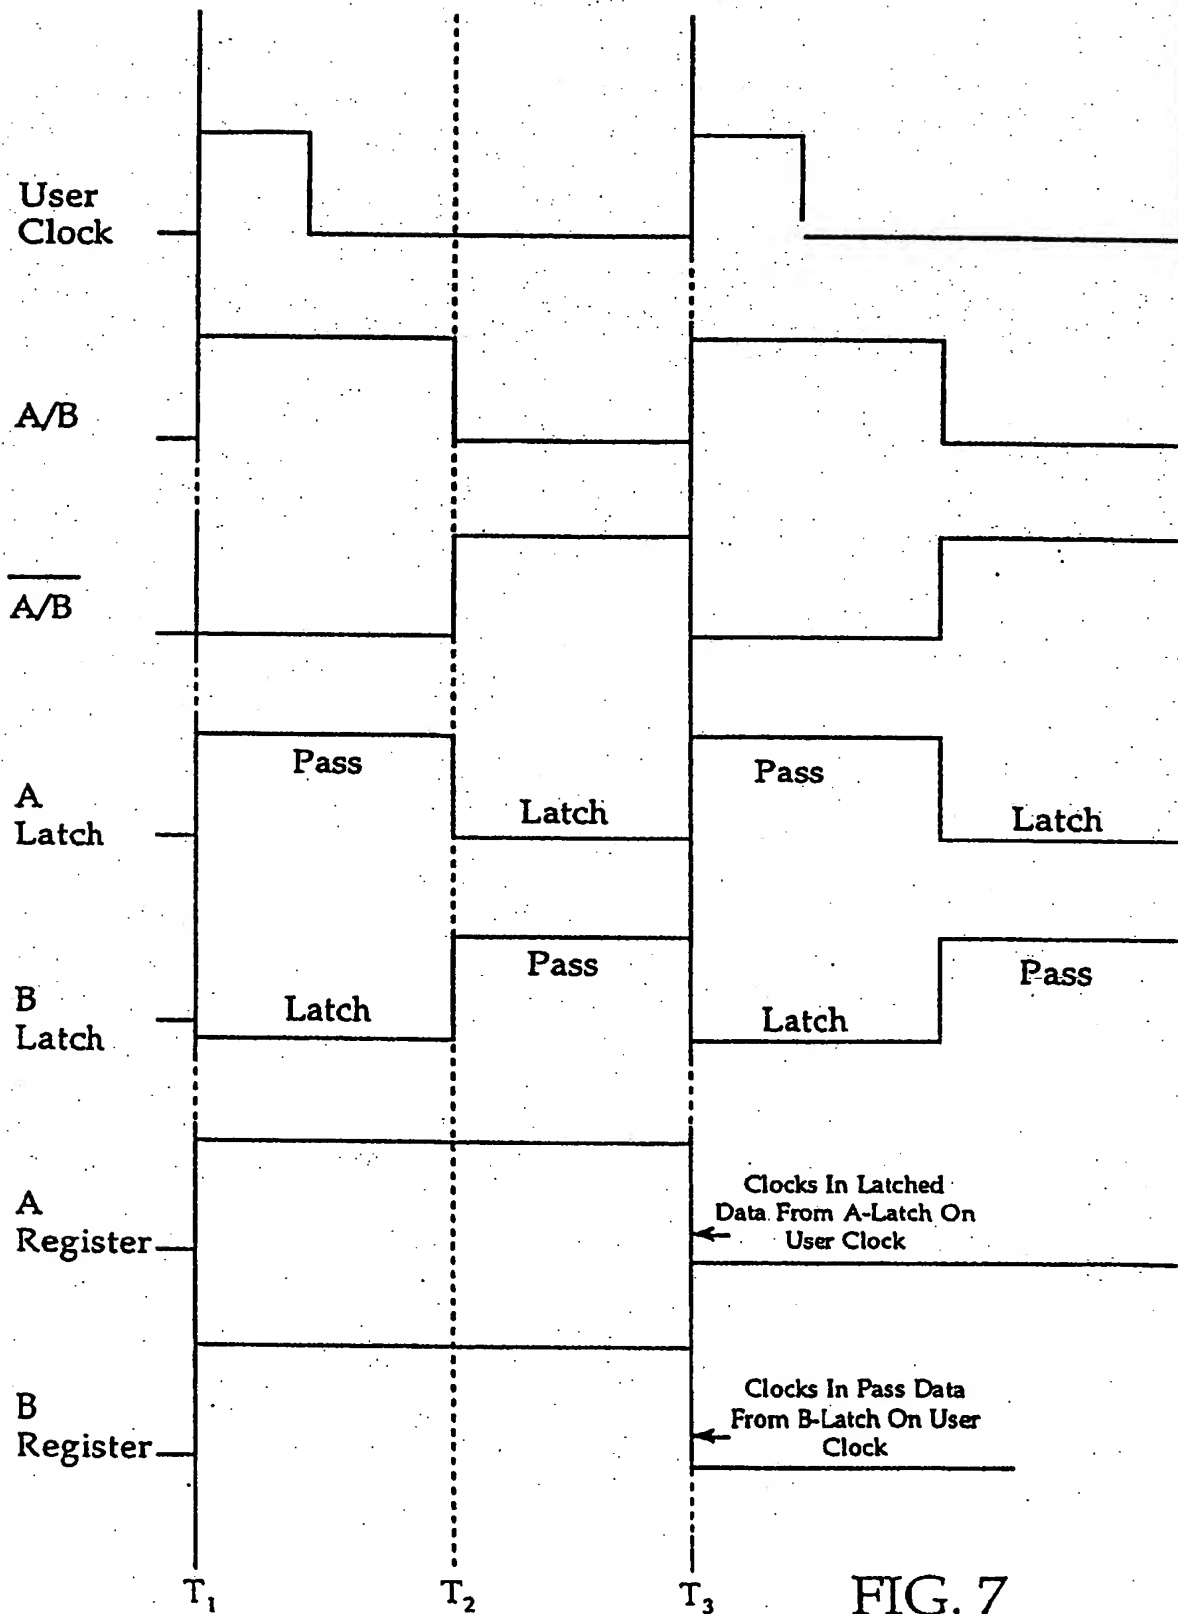 User
Clock
A/B
A/B
Pass
Pass
A
Latch
Latch
Latch
Pass
Pass
B
Latch
Latch
Latch
A
Register
Clocks In Latched
Data From A-Latch On
User Clock
B
Register
Clocks In Pass Data
From B-Latch On User
Clock
T₁
T₂
T₃
FIG. 7